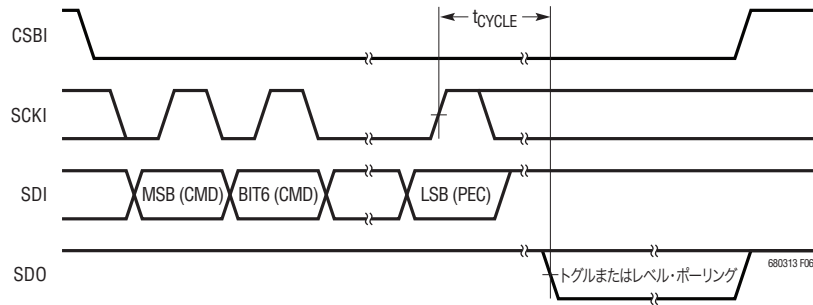 tCYCLE
CSBI
SCKI
SDI
MSB (CMD)
BIT6 (CMD)
LSB (PEC)
SDO
トグルまたはレベル・ポーリング
680313 F06